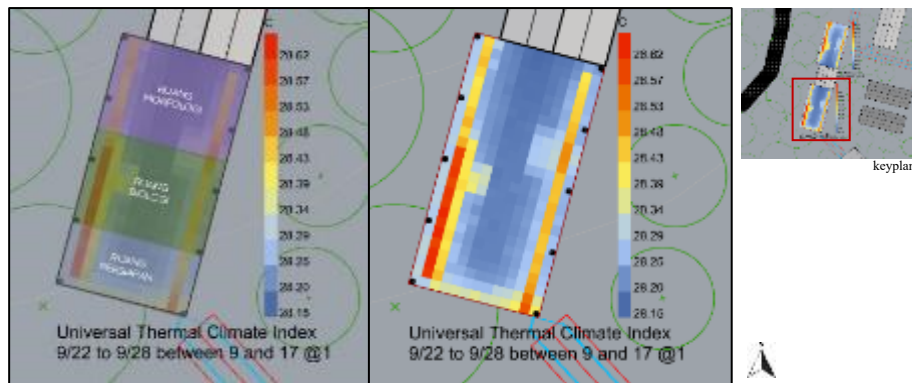 C
28.62
28.57
28.53
28.48
28.43
28.39
28.34
28.29
28.25
28.20
28.15
RUANG
MORFOLOGI
RUANG
BIOLOGI
RUANG
PERSIAPAN
Universal Thermal Climate Index
9/22 to 9/28 between 9 and 17 @1
C
28.62
28.57
28.53
28.48
28.43
28.39
28.34
28.29
28.25
28.20
28.15
Universal Thermal Climate Index
9/22 to 9/28 between 9 and 17 @1
keyplan